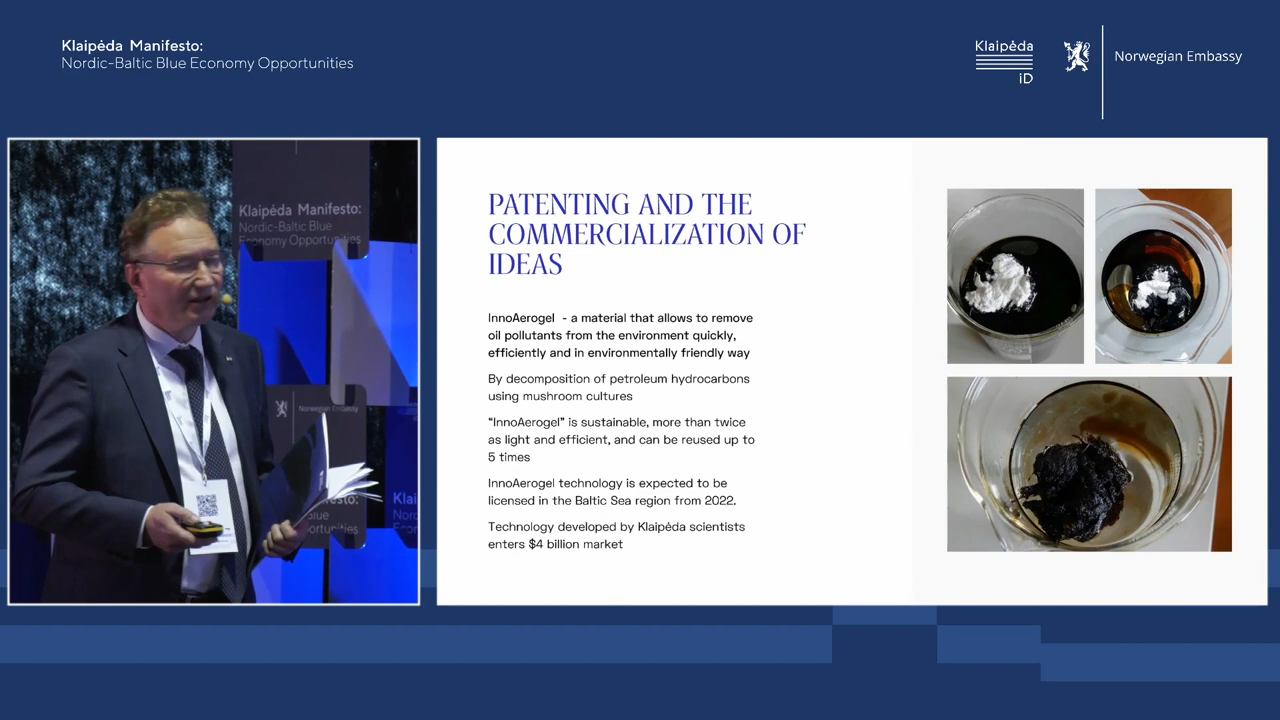 Klaipėda Manifesto:
Nordic-Baltic Blue Economy Opportunities
Klaipėda
iD
Norwegian Embassy
Klaipėda Manifesto:
Nordic-Baltic Blue
Economy Opportunities
Norwegian Embassy
PATENTING AND THE
COMMERCIALIZATION OF
IDEAS
InnoAerogel - a material that allows to remove
oil pollutants from the environment quickly,
efficiently and in environmentally friendly way
By decomposition of petroleum hydrocarbons
using mushroom cultures
“InnoAerogel” is sustainable, more than twice
as light and efficient, and can be reused up to
5 times
InnoAerogel technology is expected to be
licensed in the Baltic Sea region from 2022.
Technology developed by Klaipėda scientists
enters $4 billion market